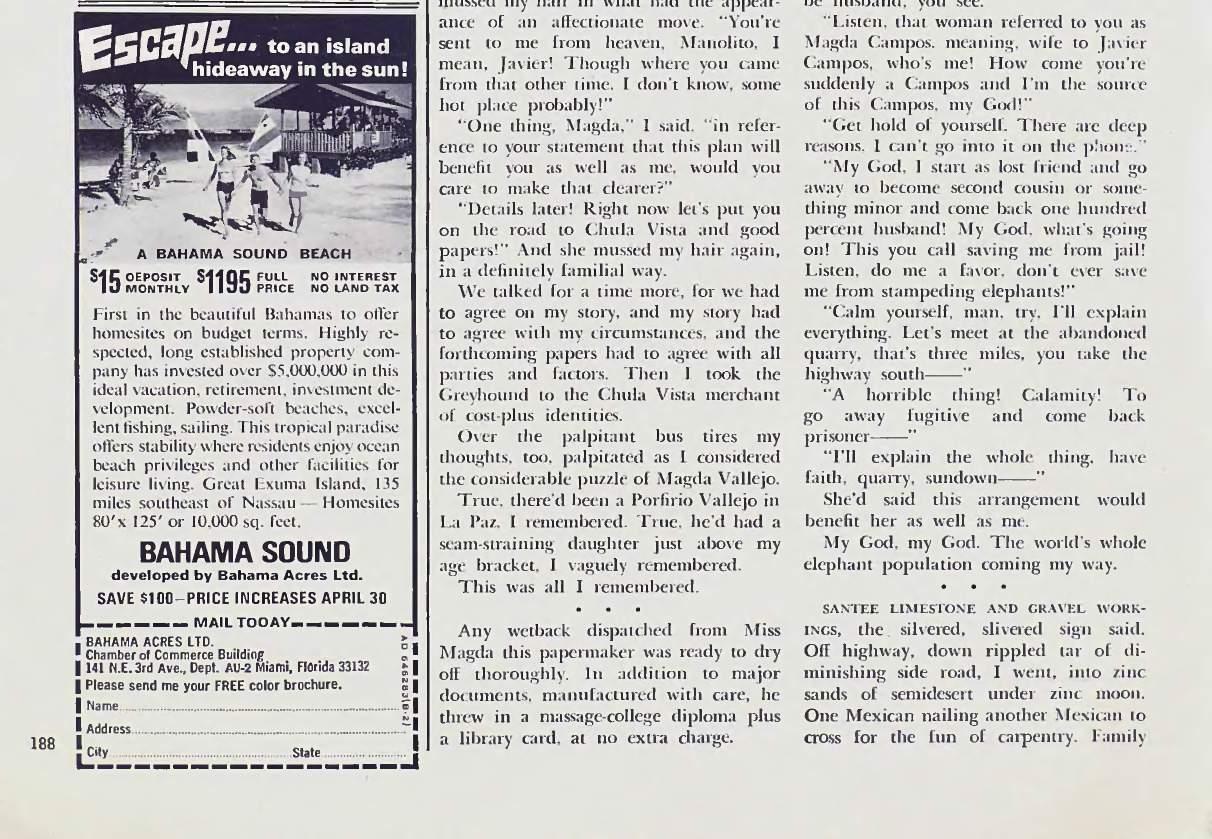 Escape... to an island
hideaway in the sun!
A BAHAMA SOUND BEACH
$15 DEPOSIT MONTHLY $1195 FULL PRICE NO INTEREST NO LAND TAX
First in the beautiful Bahamas to offer
homesites on budget terms. Highly re-
spected, long established property com-
pany has invested over $5,000,000 in this
ideal vacation, retirement, investment de-
velopment. Powder-soft beaches, excel-
lent fishing, sailing. This tropical paradise
offers stability where residents enjoy ocean
beach privileges and other facilities for
leisure living. Great Exuma Island, 135
miles southeast of Nassau — Homesites
80'x 125' or 10,000 sq. feet.
BAHAMA SOUND
developed by Bahama Acres Ltd.
SAVE $100–PRICE INCREASES APRIL 30
MAIL TODAY
BAHAMA ACRES LTD.
Chamber of Commerce Building
141 N.E. 3rd Ave., Dept. AU-2 Miami, Florida 33132
Please send me your FREE color brochure.
Name
Address
City State
AD 646283(B-2)
188
mussed my hair in what had the appear-
ance of an affectionate move. "You're
sent to me from heaven, Manolito, I
mean, Javier! Though where you came
from that other time, I don't know, some
hot place probably!"
"One thing, Magda," I said, "in refer-
ence to your statement that this plan will
benefit you as well as me, would you
care to make that clearer?"
"Details later! Right now let's put you
on the road to Chula Vista and good
papers!" And she mussed my hair again,
in a definitely familial way.
We talked for a time more, for we had
to agree on my story, and my story had
to agree with my circumstances, and the
forthcoming papers had to agree with all
parties and factors. Then I took the
Greyhound to the Chula Vista merchant
of cost-plus identities.
Over the palpitant bus tires my
thoughts, too, palpitated as I considered
the considerable puzzle of Magda Vallejo.
True, there'd been a Porfirio Vallejo in
La Paz, I remembered. True, he'd had a
seam-straining daughter just above my
age bracket, I vaguely remembered.
This was all I remembered.
• • •
Any wetback dispatched from Miss
Magda this papermaker was ready to dry
off thoroughly. In addition to major
documents, manufactured with care, he
threw in a massage-college diploma plus
a library card, at no extra charge.
be husband, you see."
"Listen, that woman referred to you as
Magda Campos, meaning, wife to Javier
Campos, who's me! How come you're
suddenly a Campos and I'm the source
of this Campos, my God!"
"Get hold of yourself. There are deep
reasons. I can't go into it on the phone."
"My God, I start as lost friend and go
away to become second cousin or some-
thing minor and come back one hundred
percent husband! My God, what's going
on! This you call saving me from jail!
Listen, do me a favor, don't ever save
me from stampeding elephants!"
"Calm yourself, man, try, I'll explain
everything. Let's meet at the abandoned
quarry, that's three miles, you take the
highway south——"
"A horrible thing! Calamity! To
go away fugitive and come back
prisoner——"
"I'll explain the whole thing, have
faith, quarry, sundown——"
She'd said this arrangement would
benefit her as well as me.
My God, my God. The world's whole
elephant population coming my way.
• • •
SANTEE LIMESTONE AND GRAVEL WORK-
INGS, the silvered, slivered sign said.
Off highway, down rippled tar of di-
minishing side road, I went, into zinc
sands of semidesert under zinc moon.
One Mexican nailing another Mexican to
cross for the fun of carpentry. Family